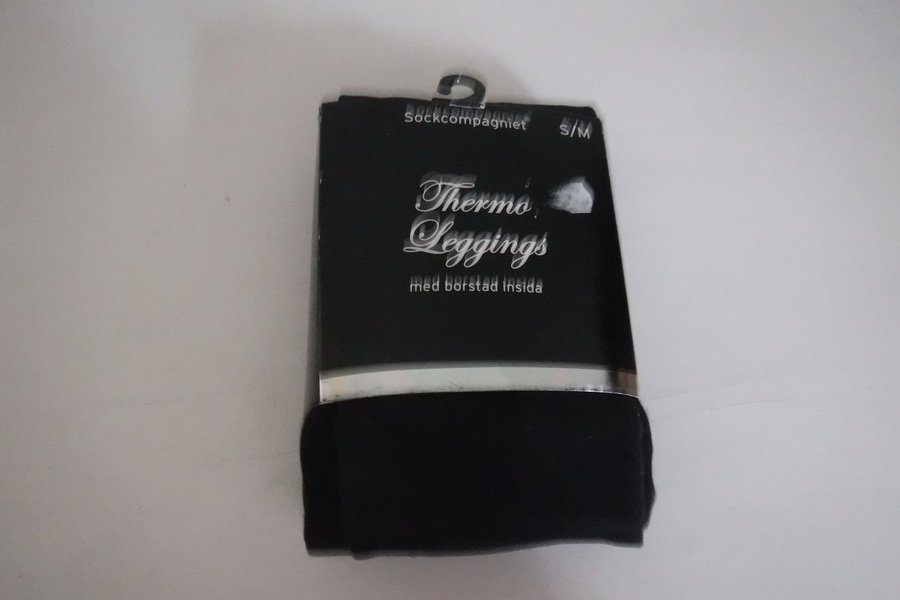 Sockcompagniet
S/M
Thermo
Leggings
med borstad insida